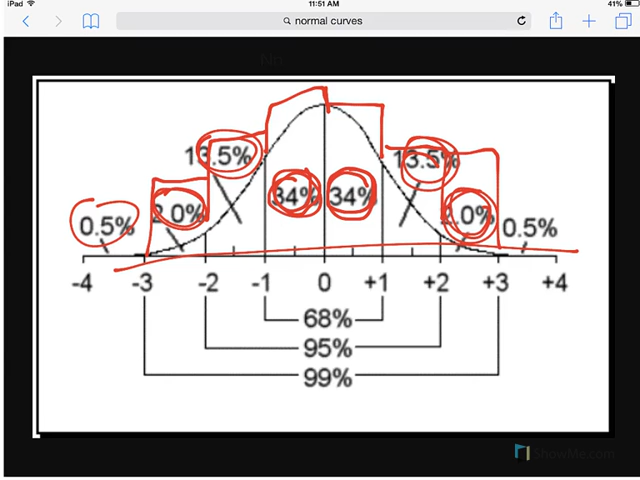 iPad 11:51 AM 41%
normal curves
No
13.5% 13.5%
34% 34%
0.5% 2.0% 2.0% 0.5%
-4 -3 -2 -1 0 +1 +2 +3 +4
68%
95%
99%
ShowMe.com